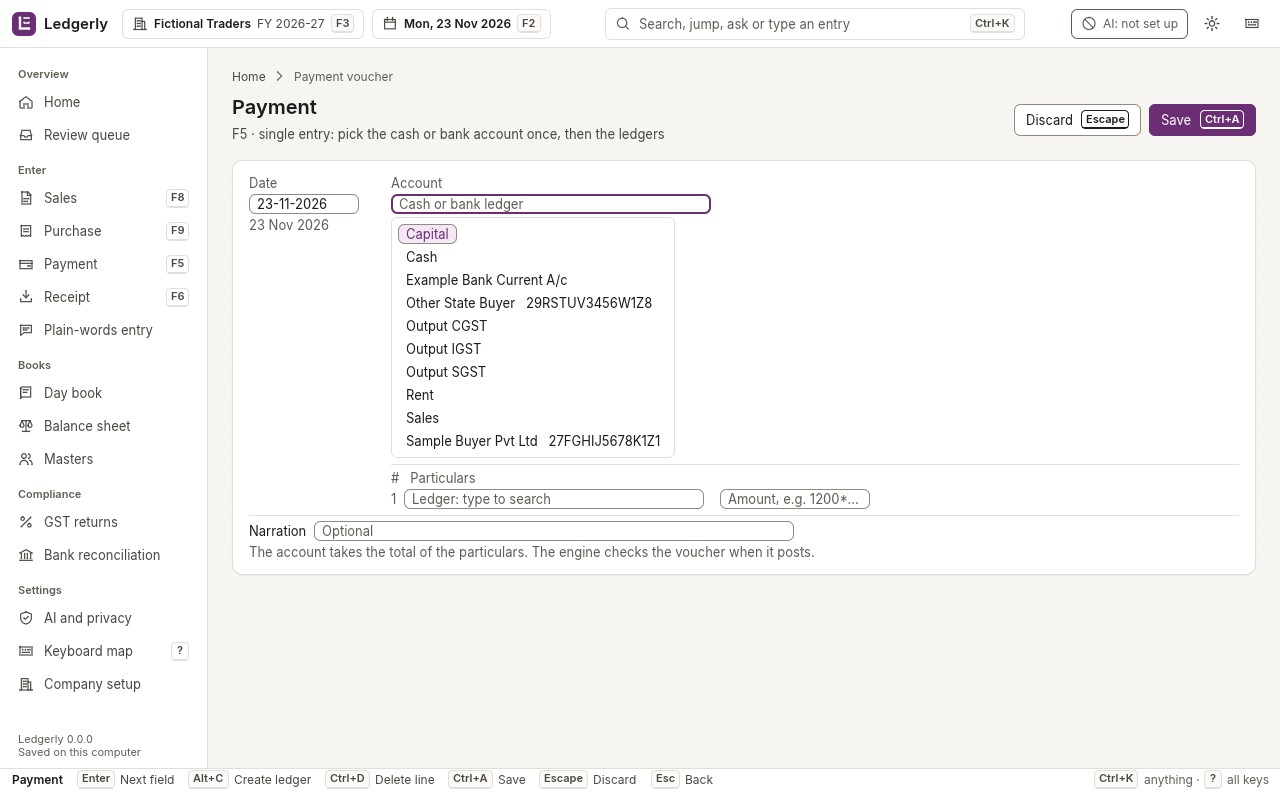 Ledgerly
Fictional Traders FY 2026-27 F3
Mon, 23 Nov 2026 F2
Search, jump, ask or type an entry Ctrl+K
AI: not set up
Overview
Home
Review queue
Enter
Sales F8
Purchase F9
Payment F5
Receipt F6
Plain-words entry
Books
Day book
Balance sheet
Masters
Compliance
GST returns
Bank reconciliation
Settings
AI and privacy
Keyboard map ?
Company setup
Ledgerly 0.0.0
Saved on this computer
Home Payment voucher
Payment
F5 · single entry: pick the cash or bank account once, then the ledgers
Discard Escape
Save Ctrl+A
Date
23-11-2026
23 Nov 2026
Account
Cash or bank ledger
Capital
Cash
Example Bank Current A/c
Other State Buyer 29RSTUV3456W1Z8
Output CGST
Output IGST
Output SGST
Rent
Sales
Sample Buyer Pvt Ltd 27FGHIJ5678K1Z1
# Particulars
1 Ledger: type to search Amount, e.g. 1200*...
Narration Optional
The account takes the total of the particulars. The engine checks the voucher when it posts.
Payment Enter Next field Alt+C Create ledger Ctrl+D Delete line Ctrl+A Save Escape Discard Esc Back Ctrl+K anything · ? all keys